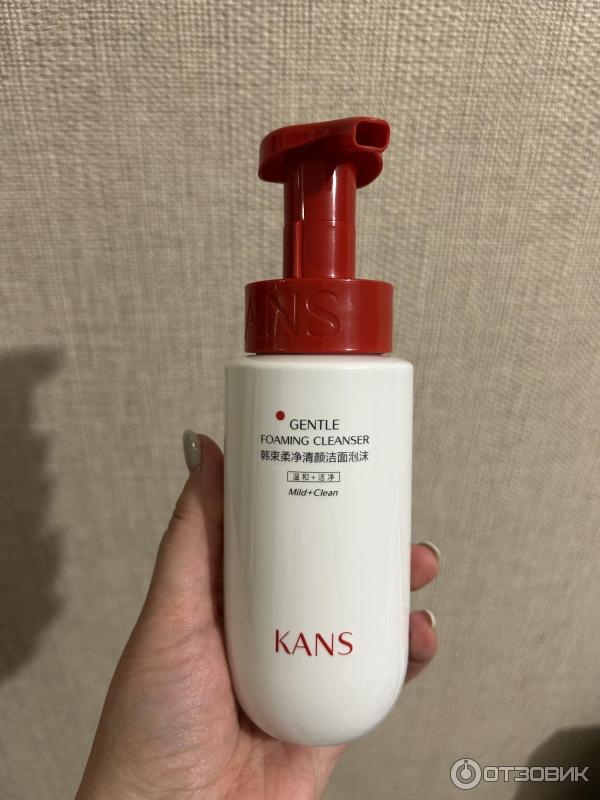 ANS
GENTLE
FOAMING CLEANSER
韩束柔净清颜洁面泡沫
温和+洁净
Mild+Clean
KANS
ОТЗОВИК